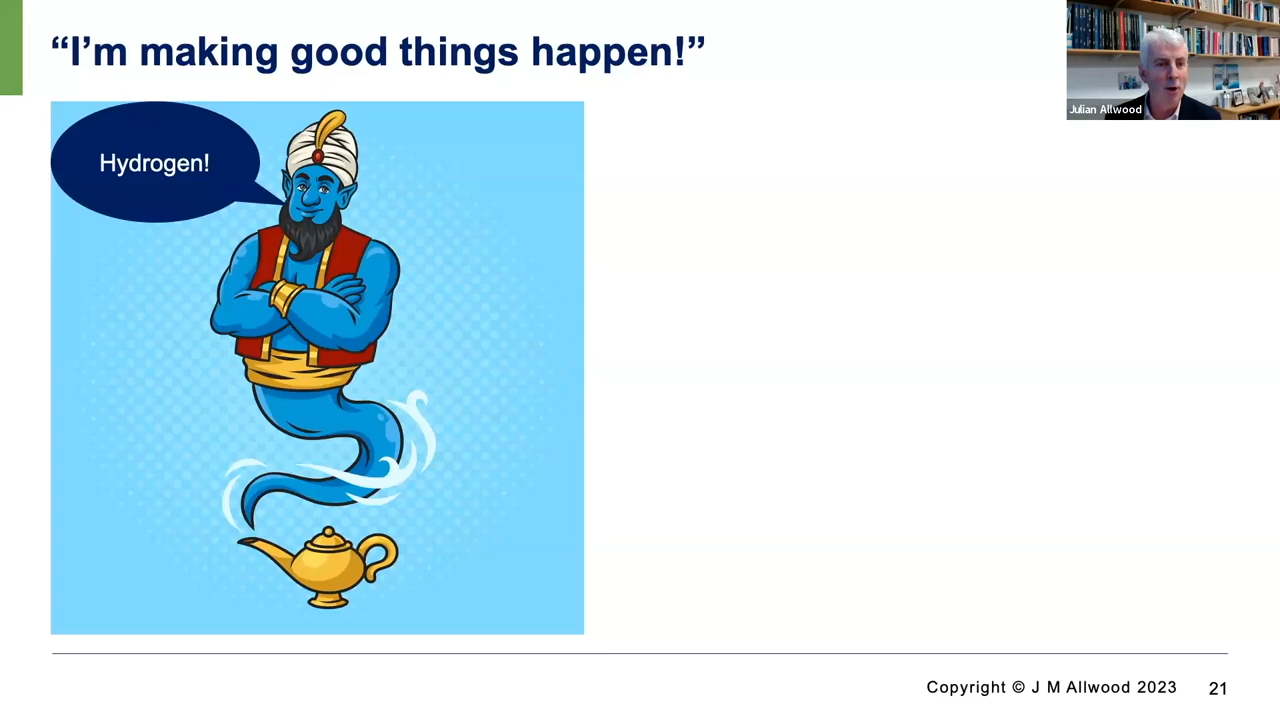 “I’m making good things happen!”
Julian Allwood
Hydrogen!
Copyright © J M Allwood 2023
21